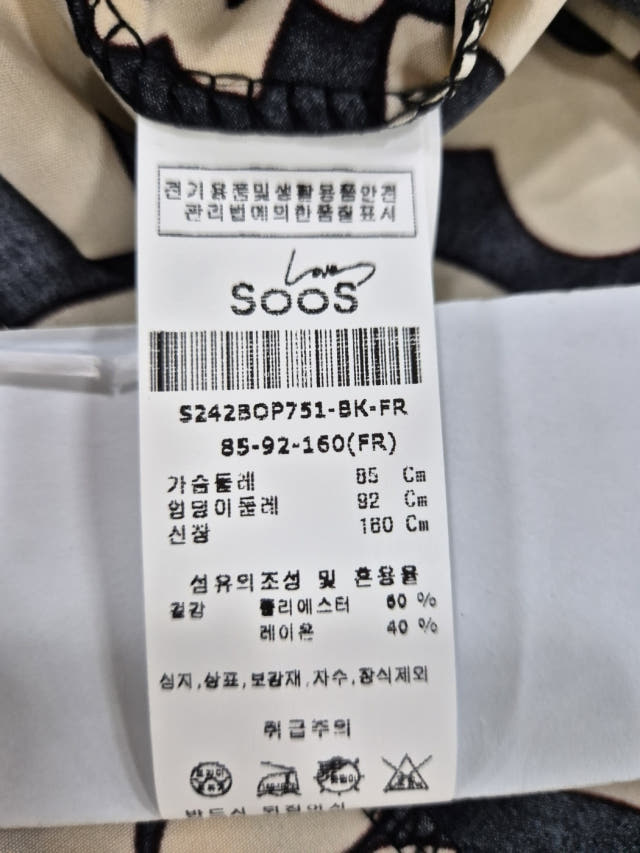 전기용품및생활용품안전
관리법에의한품질표시
Loves
SOOS
S242BOP751-BK-FR
85-92-160(FR)
가슴둘레 85 Cm
엉덩이둘레 92 Cm
신장 160 Cm
섬유의조성 및 혼용율
겉감 폴리에스터 60 %
레이온 40 %
심지,상표,보강재,자수,장식제외
취급주의